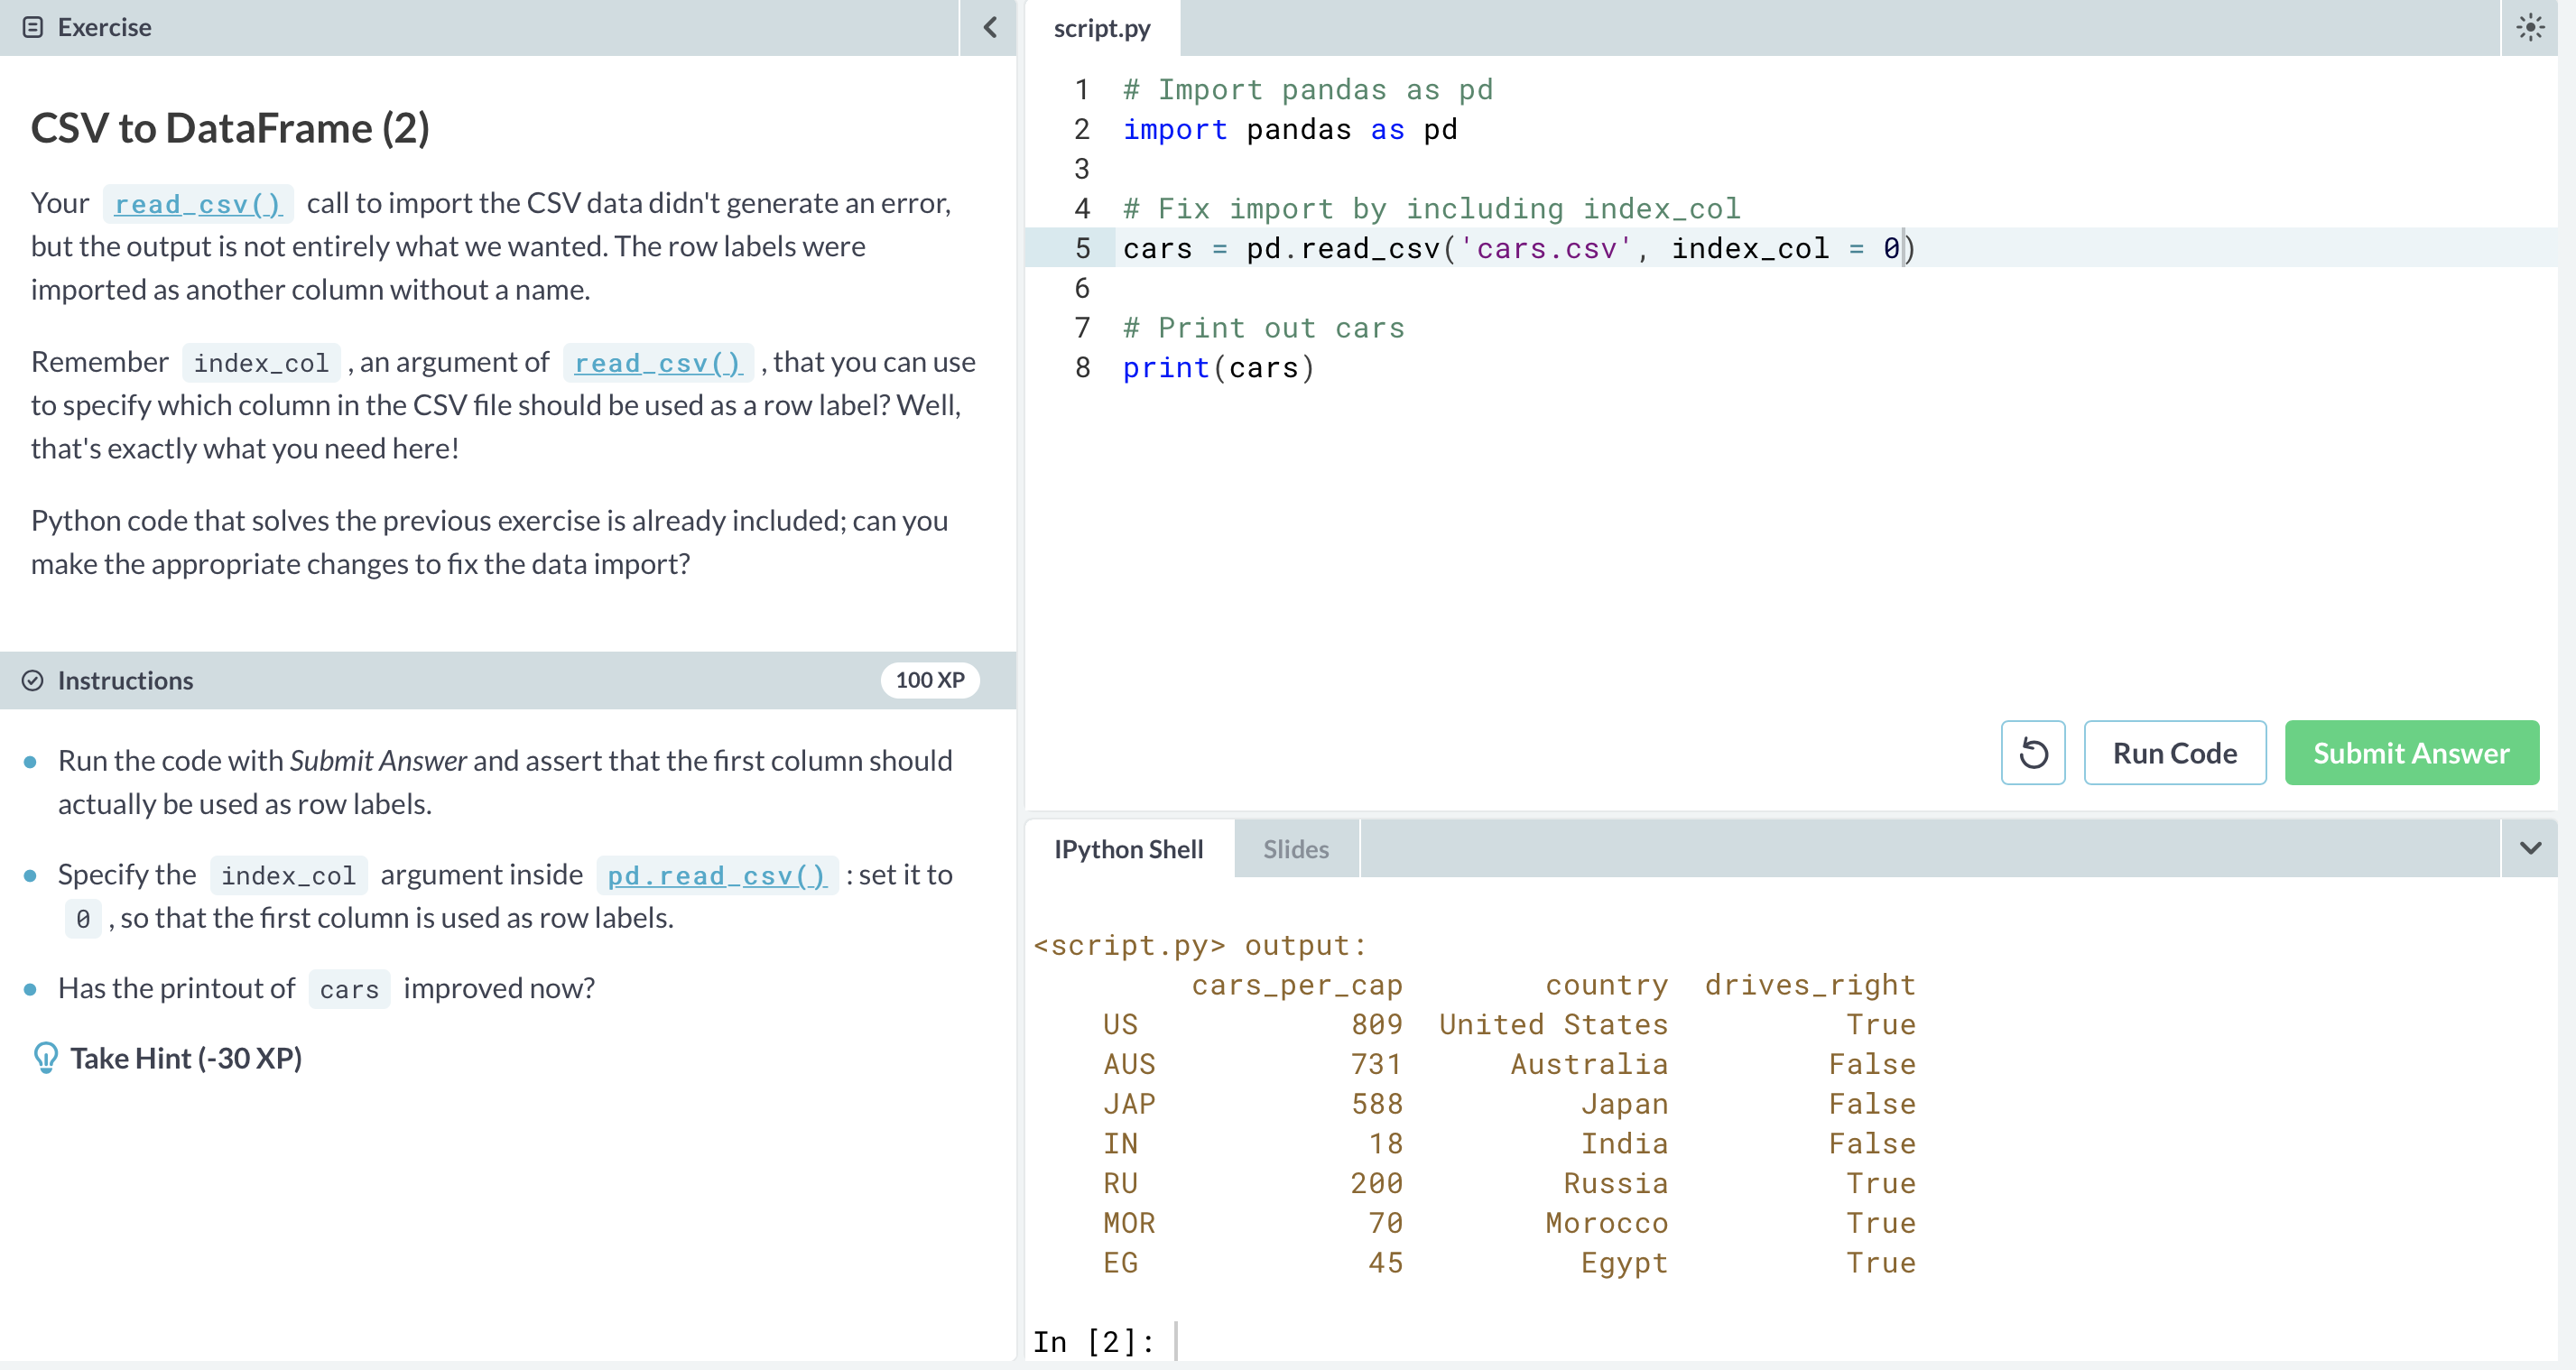 Exercise
CSV to DataFrame (2)
Your read_csv() call to import the CSV data didn't generate an error,
but the output is not entirely what we wanted. The row labels were
imported as another column without a name.
Remember index_col , an argument of read_csv() , that you can use
to specify which column in the CSV file should be used as a row label? Well,
that's exactly what you need here!
Python code that solves the previous exercise is already included; can you
make the appropriate changes to fix the data import?
Instructions
100 XP
Run the code with Submit Answer and assert that the first column should
actually be used as row labels.
Specify the index_col argument inside pd.read_csv() : set it to
0 , so that the first column is used as row labels.
Has the printout of cars improved now?
Take Hint (-30 XP)
script.py
1 # Import pandas as pd
2 import pandas as pd
3
4 # Fix import by including index_col
5 cars = pd.read_csv('cars.csv', index_col = 0)
6
7 # Print out cars
8 print(cars)
Run Code
Submit Answer
IPython Shell
Slides
<script.py> output:
cars_per_cap country drives_right
US 809 United States True
AUS 731 Australia False
JAP 588 Japan False
IN 18 India False
RU 200 Russia True
MOR 70 Morocco True
EG 45 Egypt True
In [2]: